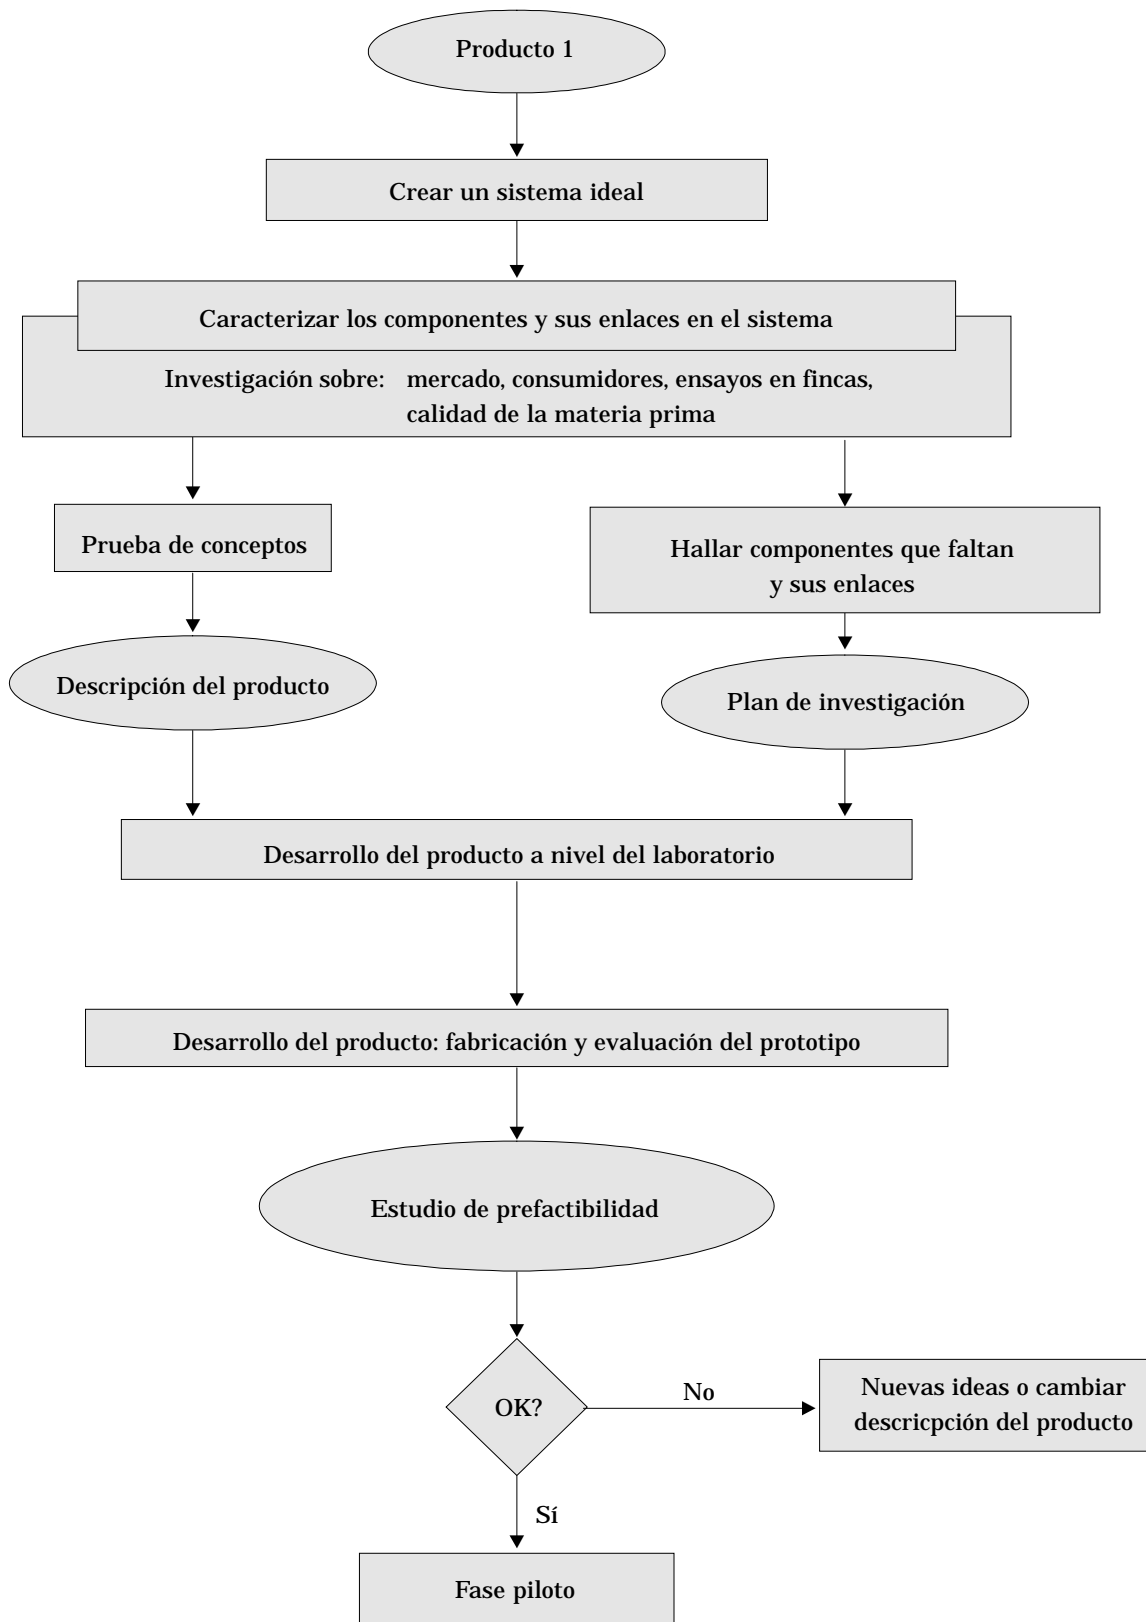 Producto 1
Crear un sistema ideal
Caracterizar los componentes y sus enlaces en el sistema
Investigación sobre: mercado, consumidores, ensayos en fincas,
calidad de la materia prima
Prueba de conceptos
Hallar componentes que faltan
y sus enlaces
Descripción del producto
Plan de investigación
Desarrollo del producto a nivel del laboratorio
Desarrollo del producto: fabricación y evaluación del prototipo
Estudio de prefactibilidad
OK?
No
Nuevas ideas o cambiar
descricpción del producto
Sí
Fase piloto